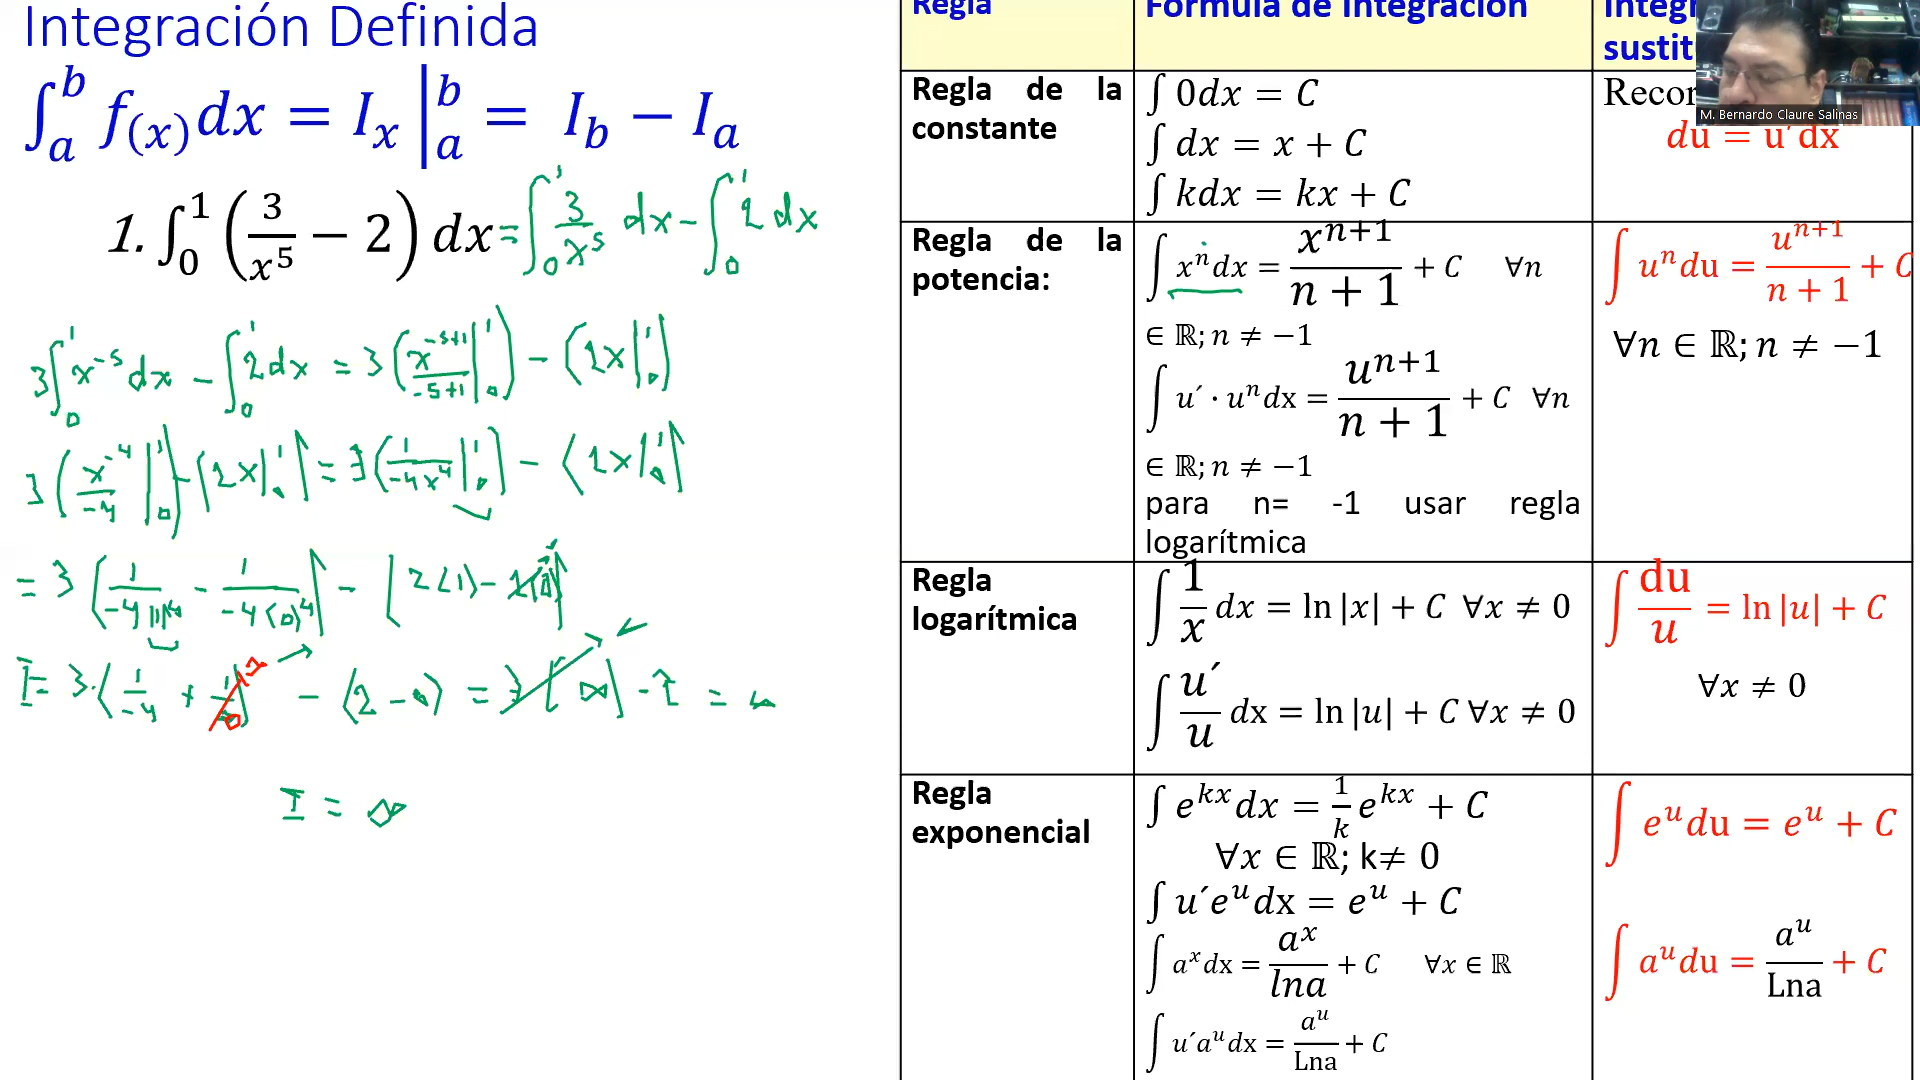 Integración Definida
∫_a^b f_(x)dx = I_x |_a^b = I_b − I_a
1. ∫_0^1 (3/x^5 − 2) dx = ∫_0^1 3/x^5 dx − ∫_0^1 2 dx
3∫_0^1 x^-5 dx − ∫_0^1 2dx = 3(x^-5+1/-5+1 |_0^1) − (2x|_0^1)
3(x^-4/-4 |_0^1) − (2x|_0^1) = 3(1/-4x^4 |_0^1) − (2x|_0^1)
= 3(1/-4(1)^4 − 1/-4(0)^4) − (2(1) − 2(0))
I = 3·(1/-4 + 1/0) − (2 − 0) = 3(∞) − 2 = ∞
I = ∞
Regla Formula de Integración
sustit
M. Bernardo Claure Salinas
Regla de la constante
∫ 0dx = C
∫ dx = x + C
∫ kdx = kx + C
Recor
du = u´dx
Regla de la potencia:
∫ x^n dx = x^(n+1)/(n + 1) + C ∀n
∈ ℝ; n ≠ −1
∫ u´ · u^n dx = u^(n+1)/(n + 1) + C ∀n
∈ ℝ; n ≠ −1
para n= -1 usar regla
logarítmica
∫ u^n du = u^(n+1)/(n + 1) + C
∀n ∈ ℝ; n ≠ −1
Regla logarítmica
∫ 1/x dx = ln|x| + C ∀x ≠ 0
∫ u´/u dx = ln|u| + C ∀x ≠ 0
∫ du/u = ln|u| + C
∀x ≠ 0
Regla exponencial
∫ e^kx dx = 1/k e^kx + C
∀x ∈ ℝ; k≠ 0
∫ u´e^u dx = e^u + C
∫ a^x dx = a^x/lna + C ∀x ∈ ℝ
∫ u´a^u dx = a^u/Lna + C
∫ e^u du = e^u + C
∫ a^u du = a^u/Lna + C